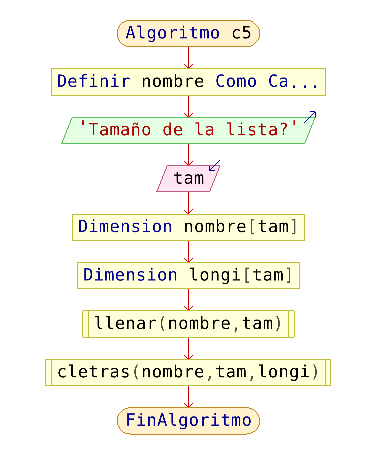 Algoritmo c5
Definir nombre Como Ca...
'Tamaño de la lista?'
tam
Dimension nombre[tam]
Dimension longi[tam]
llenar(nombre,tam)
cletras(nombre,tam,longi)
FinAlgoritmo